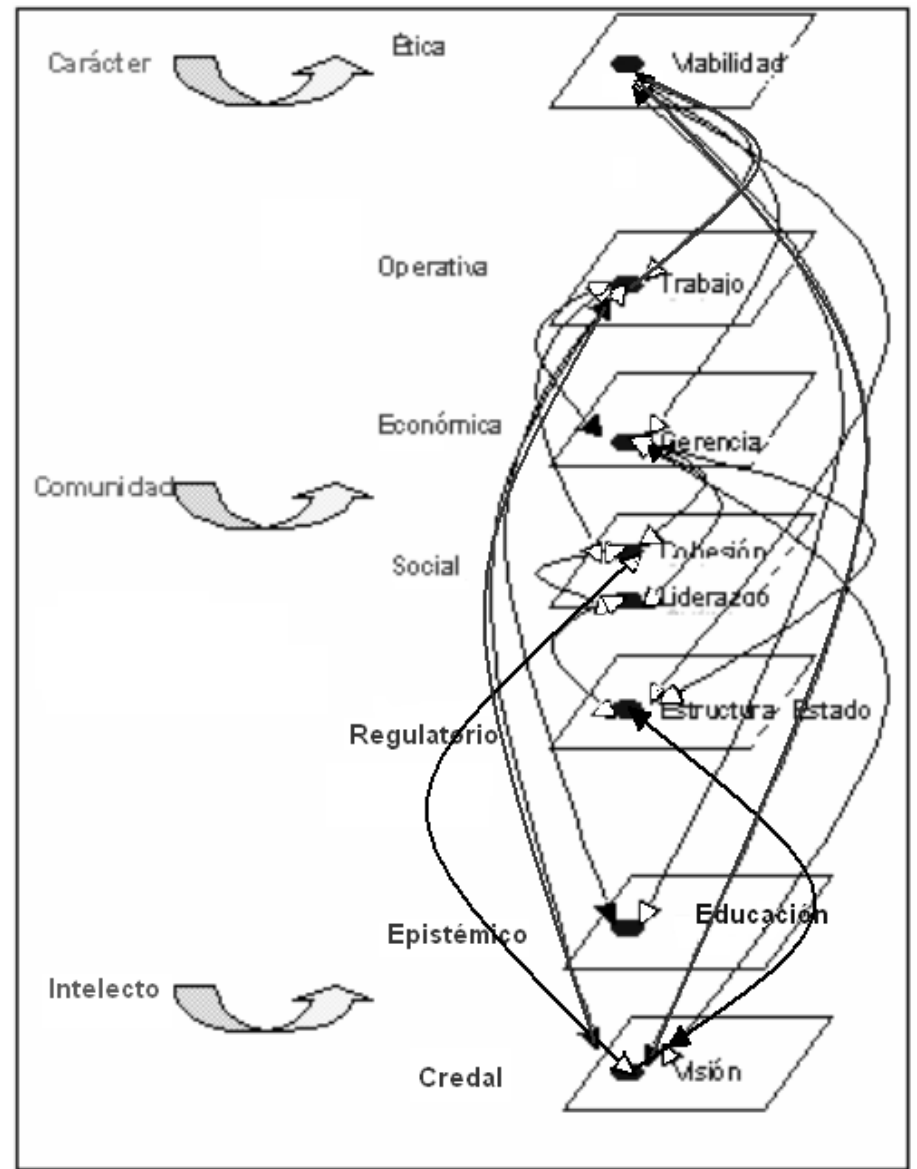 Ética
Carácter
Viabilidad
Operativa
Trabajo
Económica
Gerencia
Comunidad
Cohesión
Social
Liderazgo
Estructura Estado
Regulatorio
Educación
Epistémico
Intelecto
Credal
Visión